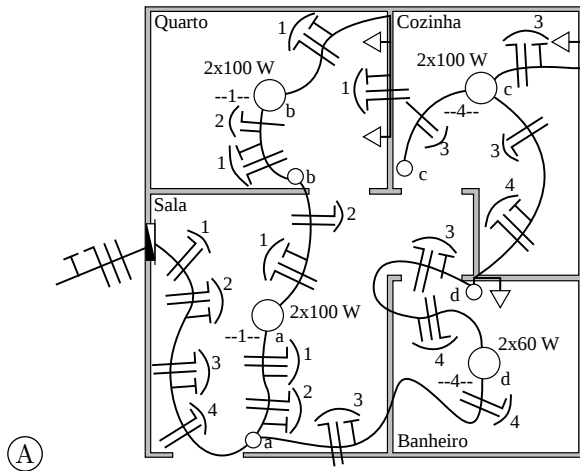 Quarto
Cozinha
1
3
2x100 W
2x100 W
--1--
b
1
c
2
--4--
1
3
3
b
c
4
Sala
1
2
3
1
2
d
2x100 W
--1--
a
2x60 W
1
4
3
--4--
d
2
4
3
4
a
Banheiro
A